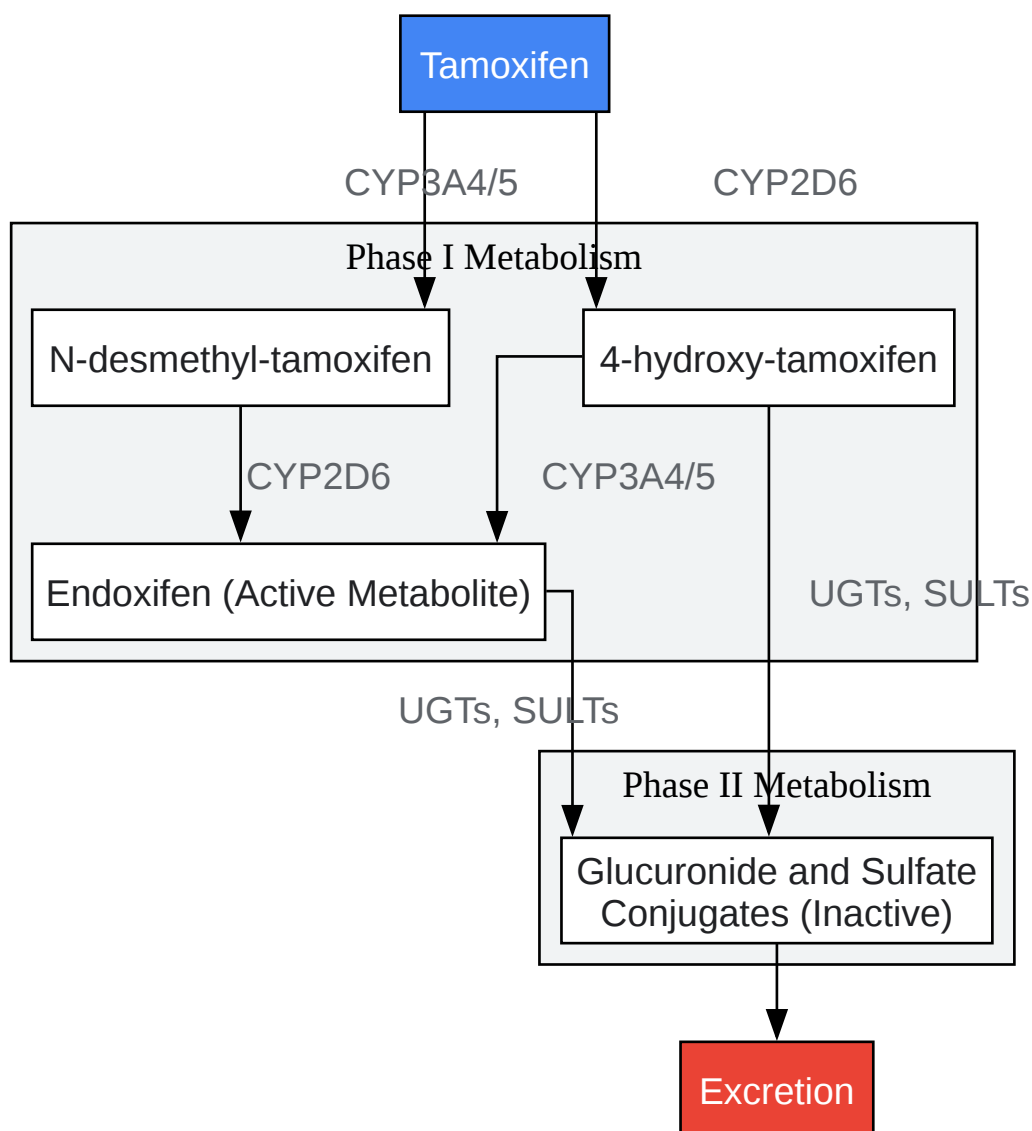 Tamoxifen
CYP3A4/5
CYP2D6
Phase I Metabolism
N-desmethyl-tamoxifen
4-hydroxy-tamoxifen
CYP2D6
CYP3A4/5
Endoxifen (Active Metabolite)
UGTs, SULTs
UGTs, SULTs
Phase II Metabolism
Glucuronide and Sulfate
Conjugates (Inactive)
Excretion